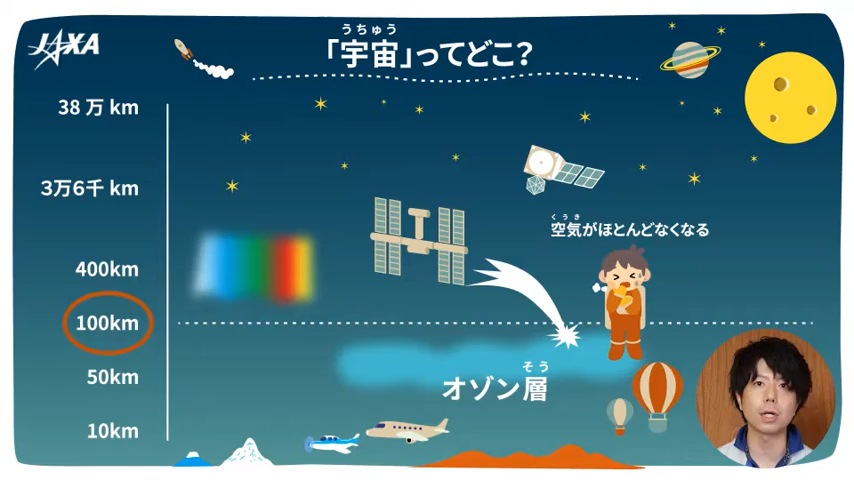 JAXA
うちゅう
「宇宙」ってどこ?
38 万 km
3万6千 km
くうき
空気がほとんどなくなる
400km
100km
50km
そう
オゾン層
10km